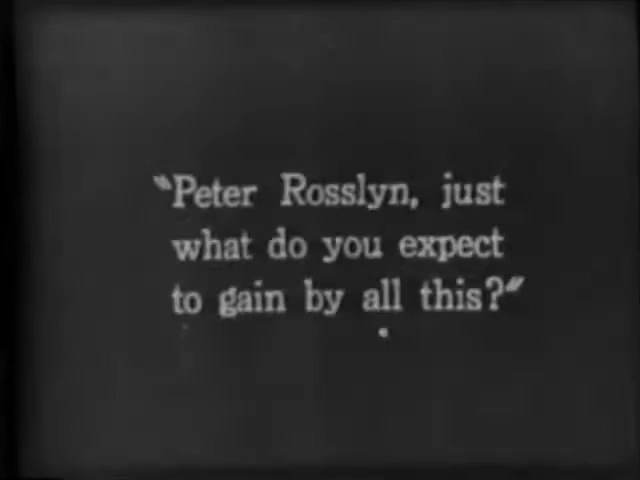 "Peter Rosslyn, just
what do you expect
to gain by all this?"